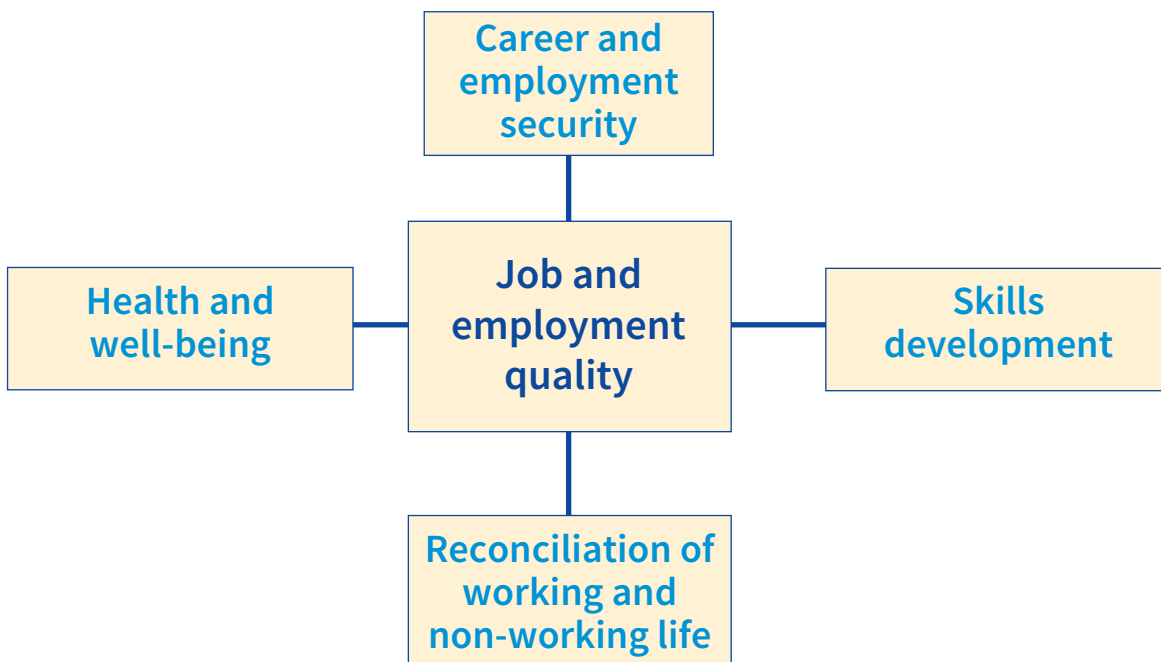 Career and
employment
security
Health and
well-being
Job and
employment
quality
Skills
development
Reconciliation of
working and
non-working life